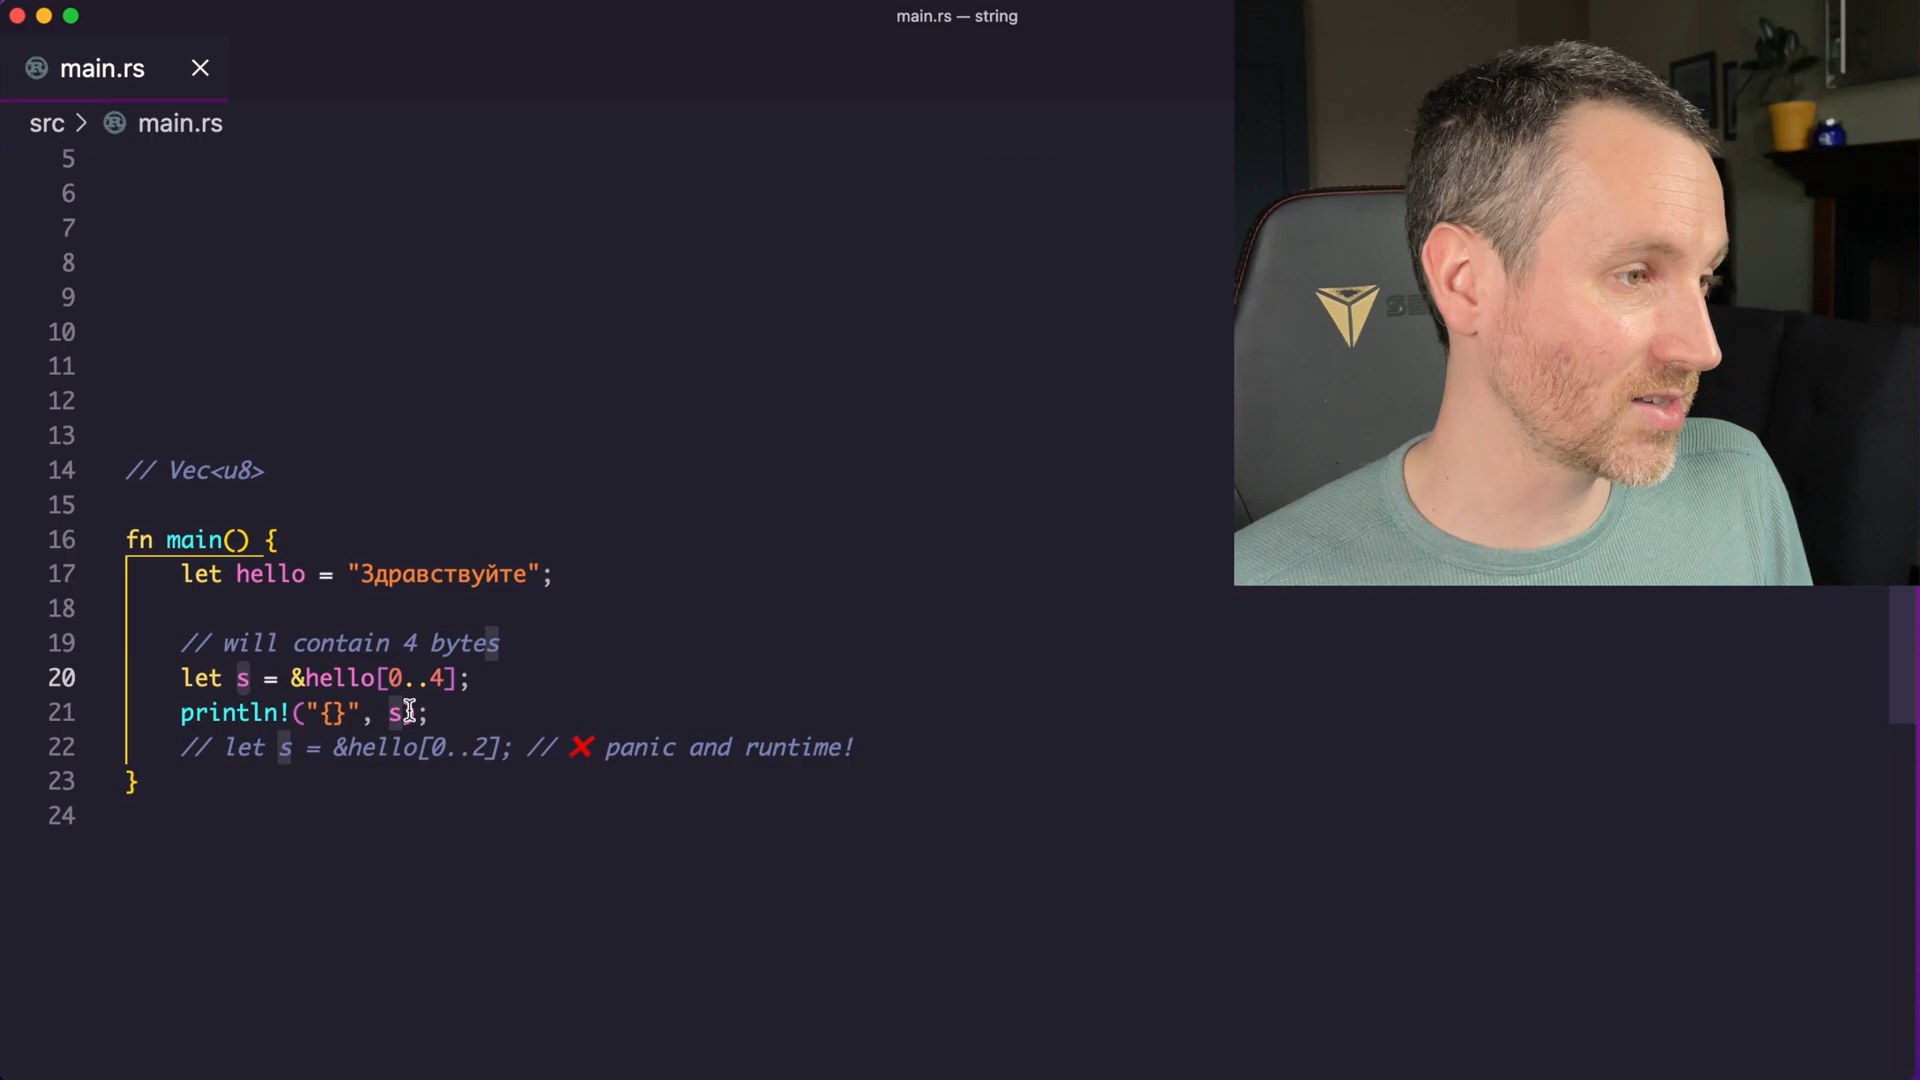 main.rs — string
main.rs
src > main.rs
5
6
7
8
9
10
11
12
13
14 // Vec<u8>
15
16 fn main() {
17 let hello = "Здравствуйте";
18
19 // will contain 4 bytes
20 let s = &hello[0..4];
21 println!("{}", s);
22 // let s = &hello[0..2]; // ❌ panic and runtime!
23 }
24